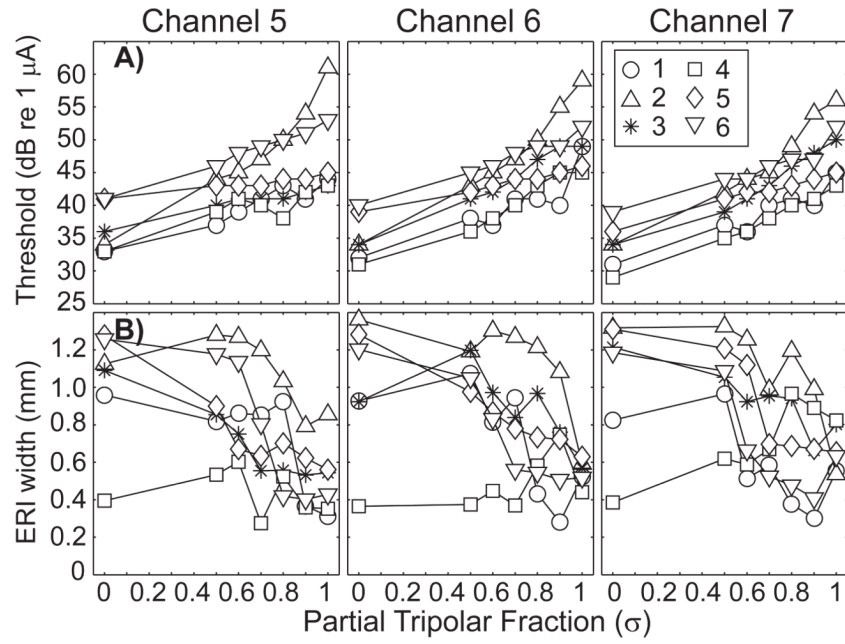 Channel 5 Channel 6 Channel 7
A)
Threshold (dB re 1 µA)
60
55
50
45
40
35
30
25
1 4
2 5
3 6
B)
ERI width (mm)
1.2
1.0
0.8
0.6
0.4
0.2
0
0 0.2 0.4 0.6 0.8 1 0 0.2 0.4 0.6 0.8 1 0 0.2 0.4 0.6 0.8 1
Partial Tripolar Fraction (σ)